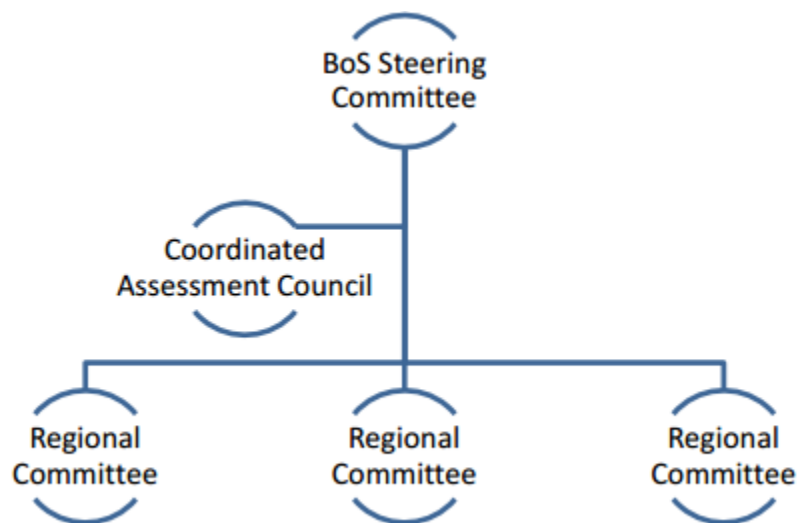 BoS Steering
Committee
Coordinated
Assessment Council
Regional
Committee
Regional
Committee
Regional
Committee